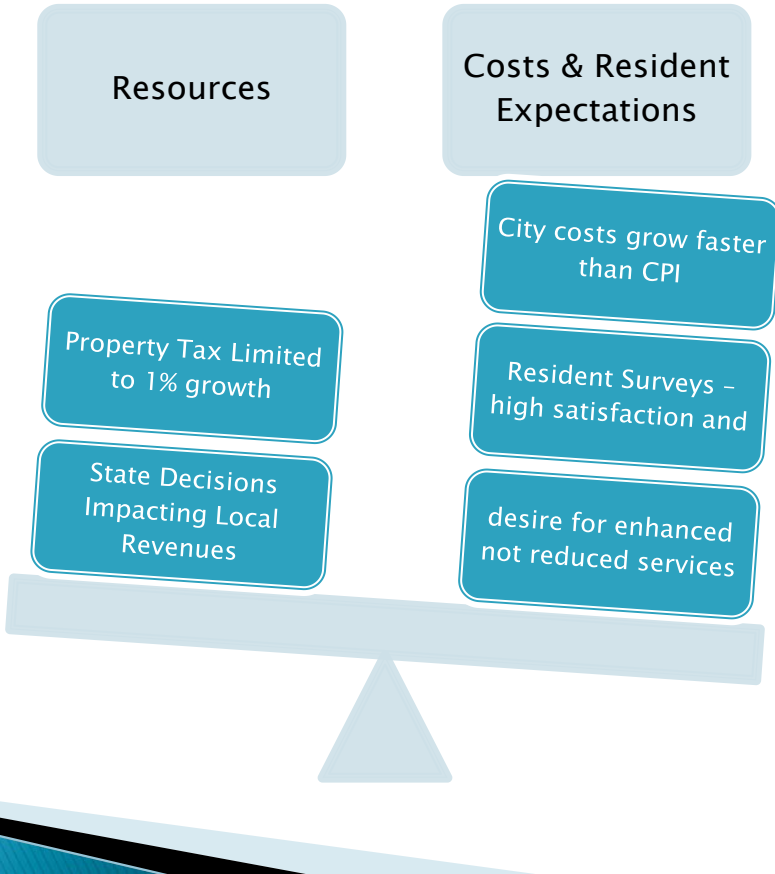 Resources
Costs & Resident
Expectations
Property Tax Limited
to 1% growth
State Decisions
Impacting Local
Revenues
City costs grow faster
than CPI
Resident Surveys –
high satisfaction and
desire for enhanced
not reduced services